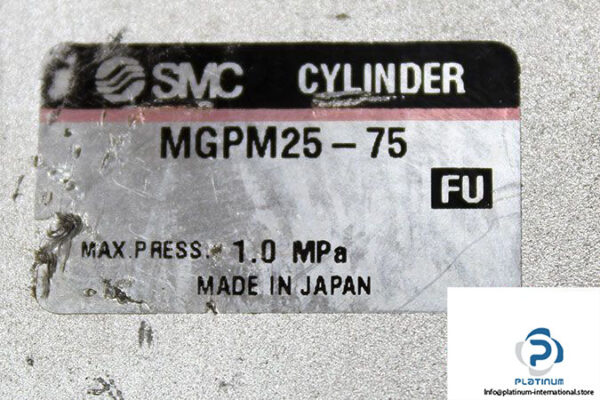 SMC CYLINDER
MGPM25-75
FU
MAX.PRESS. 1.0 MPa
MADE IN JAPAN
PLATINUM
Info@platinum-international.store